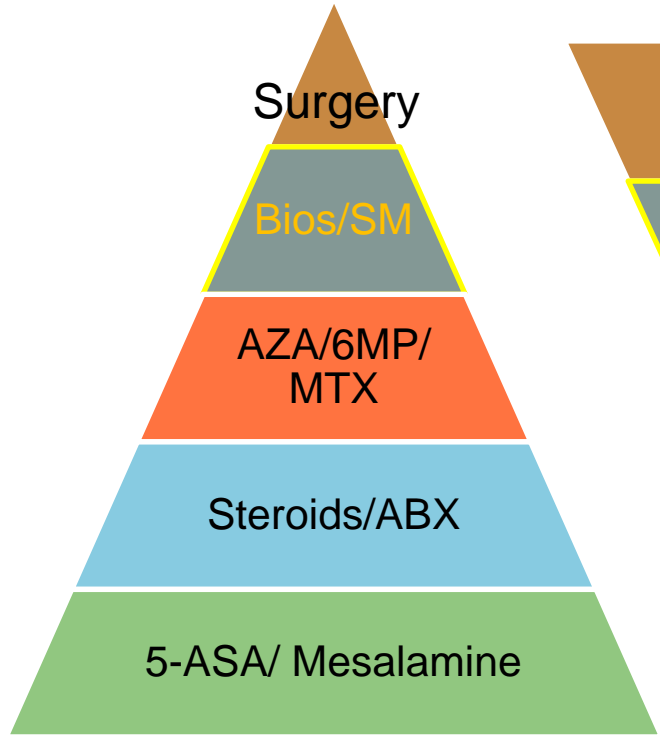 Surgery
Bios/SM
AZA/6MP/
MTX
Steroids/ABX
5-ASA/ Mesalamine